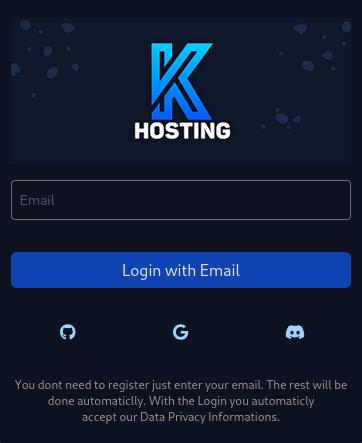 K
HOSTING
Email
Login with Email
You dont need to register just enter your email. The rest will be
done automaticlly. With the Login you automaticly
accept our Data Privacy Informations.